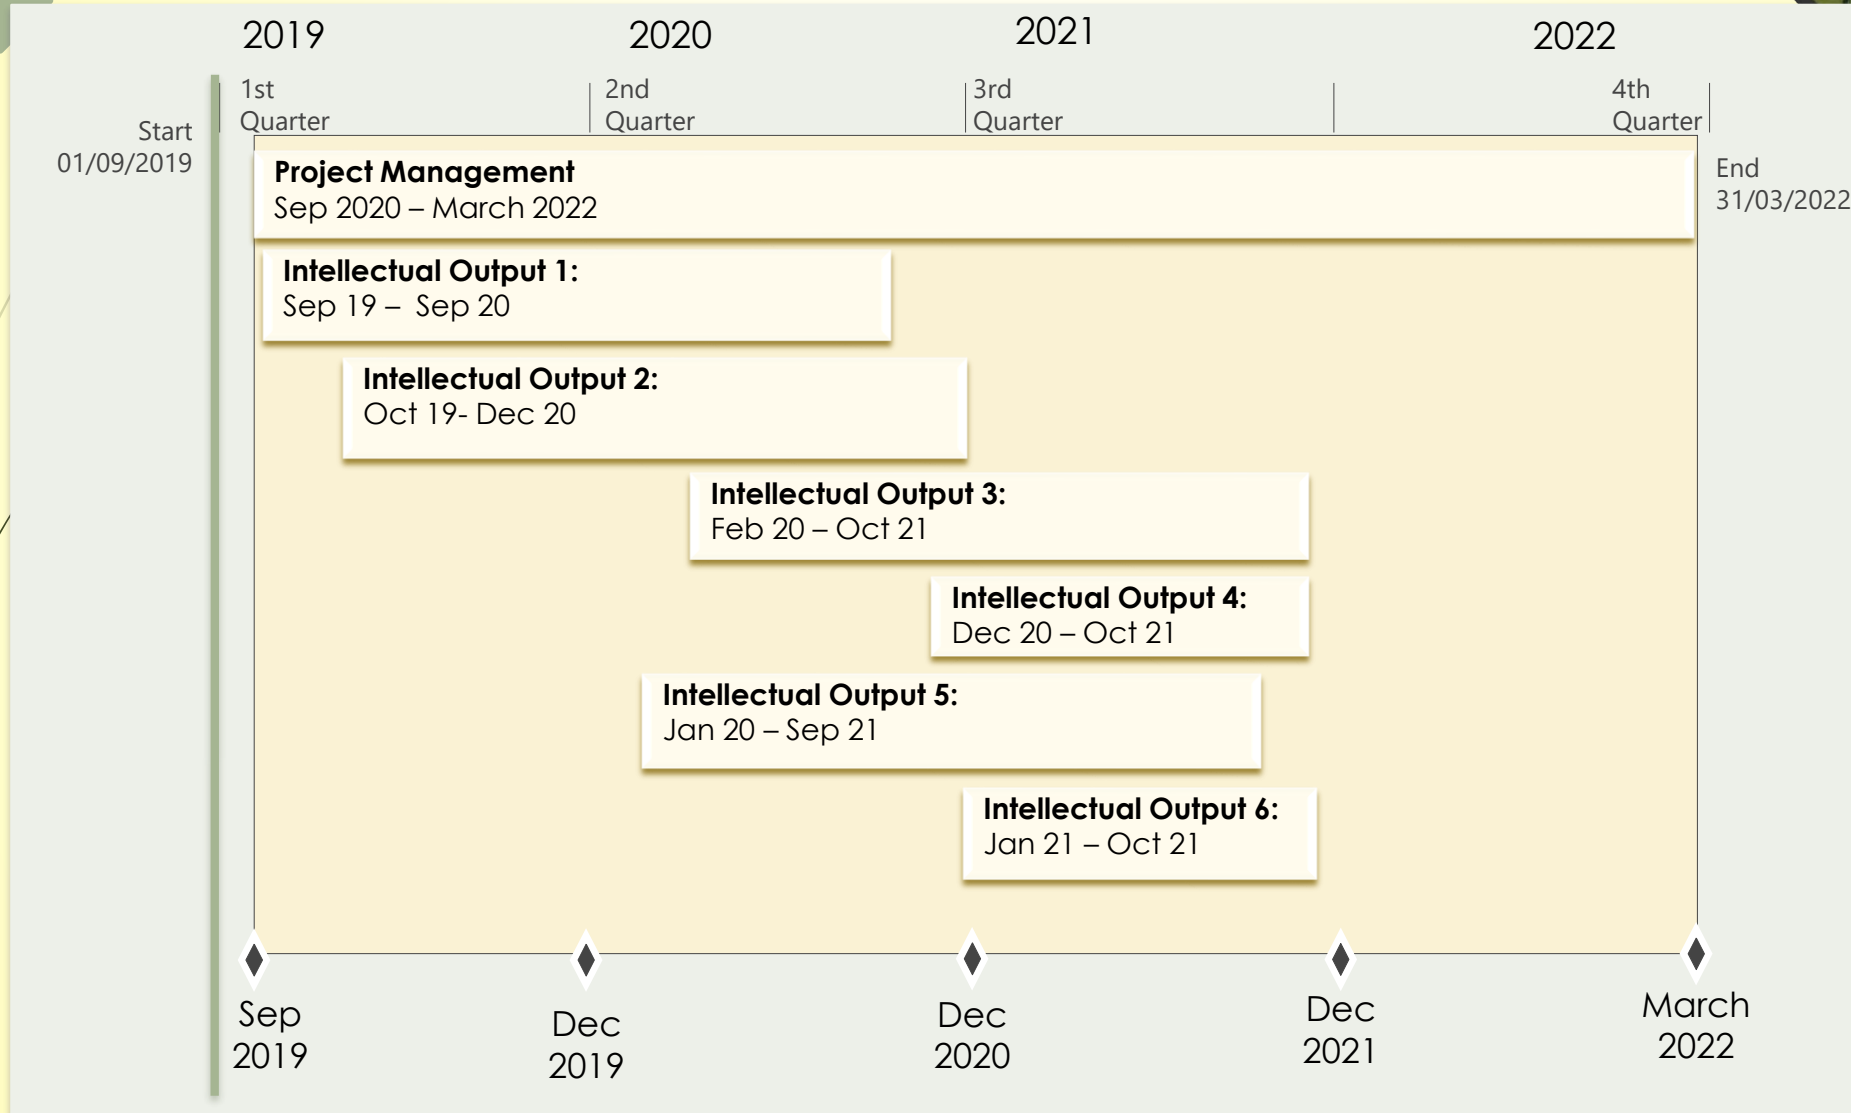 2019
2020
2021
2022
1st
Quarter
2nd
Quarter
3rd
Quarter
4th
Quarter
Start
01/09/2019
End
31/03/2022
Project Management
Sep 2020 – March 2022
Intellectual Output 1:
Sep 19 –  Sep 20
Intellectual Output 2:
Oct 19- Dec 20
Intellectual Output 3:
Feb 20 – Oct 21
Intellectual Output 4:
Dec 20 – Oct 21
Intellectual Output 5:
Jan 20 – Sep 21
Intellectual Output 6:
Jan 21 – Oct 21
Sep
2019
Dec
2019
Dec
2020
Dec
2021
March
2022